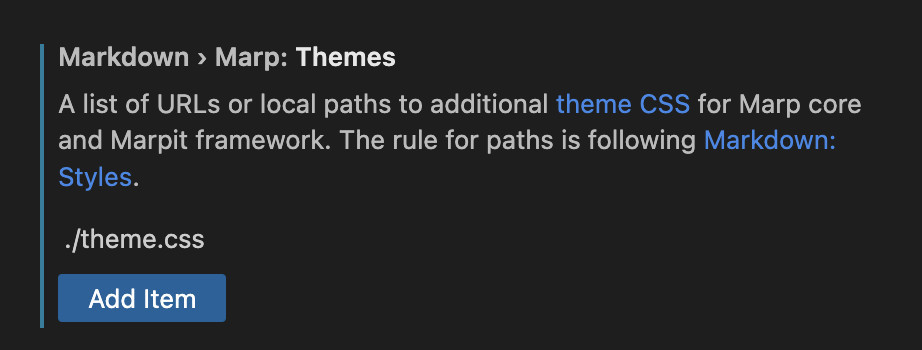 Markdown › Marp: Themes
A list of URLs or local paths to additional theme CSS for Marp core
and Marpit framework. The rule for paths is following Markdown:
Styles.
./theme.css
Add Item